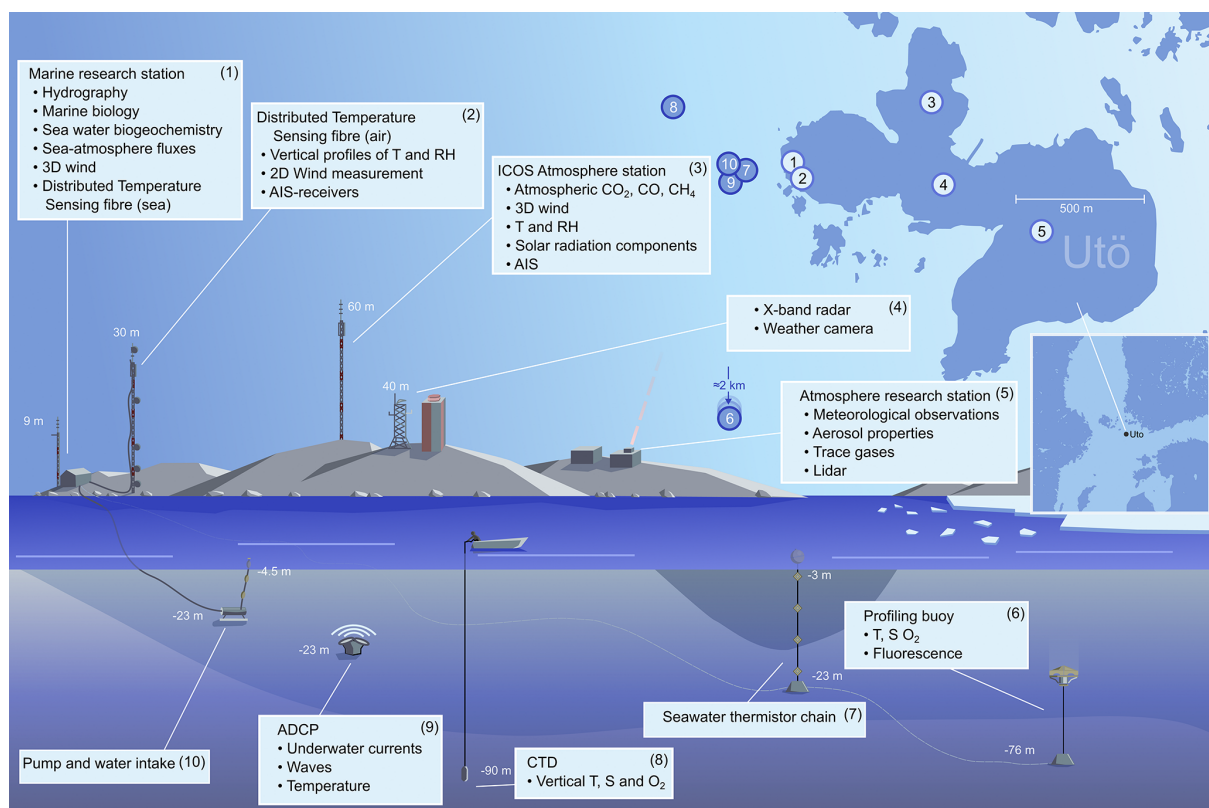 Marine research station (1)
• Hydrography
• Marine biology
• Sea water biogeochemistry
• Sea-atmosphere fluxes
• 3D wind
• Distributed Temperature
Sensing fibre (sea)
Distributed Temperature (2)
Sensing fibre (air)
• Vertical profiles of T and RH
• 2D Wind measurement
• AIS-receivers
ICOS Atmosphere station (3)
• Atmospheric CO₂, CO, CH₄
• 3D wind
• T and RH
• Solar radiation components
• AIS
8
10
7
9
1
2
3
4
5
500 m
Utö
• X-band radar (4)
• Weather camera
≈2 km
6
Atmosphere research station (5)
• Meteorological observations
• Aerosol properties
• Trace gases
• Lidar
Uto
9 m
30 m
60 m
40 m
-4.5 m
-23 m
-23 m
-3 m
-23 m
-76 m
-90 m
Profiling buoy (6)
• T, S O₂
• Fluorescence
Seawater thermistor chain (7)
CTD (8)
• Vertical T, S and O₂
ADCP (9)
• Underwater currents
• Waves
• Temperature
Pump and water intake (10)